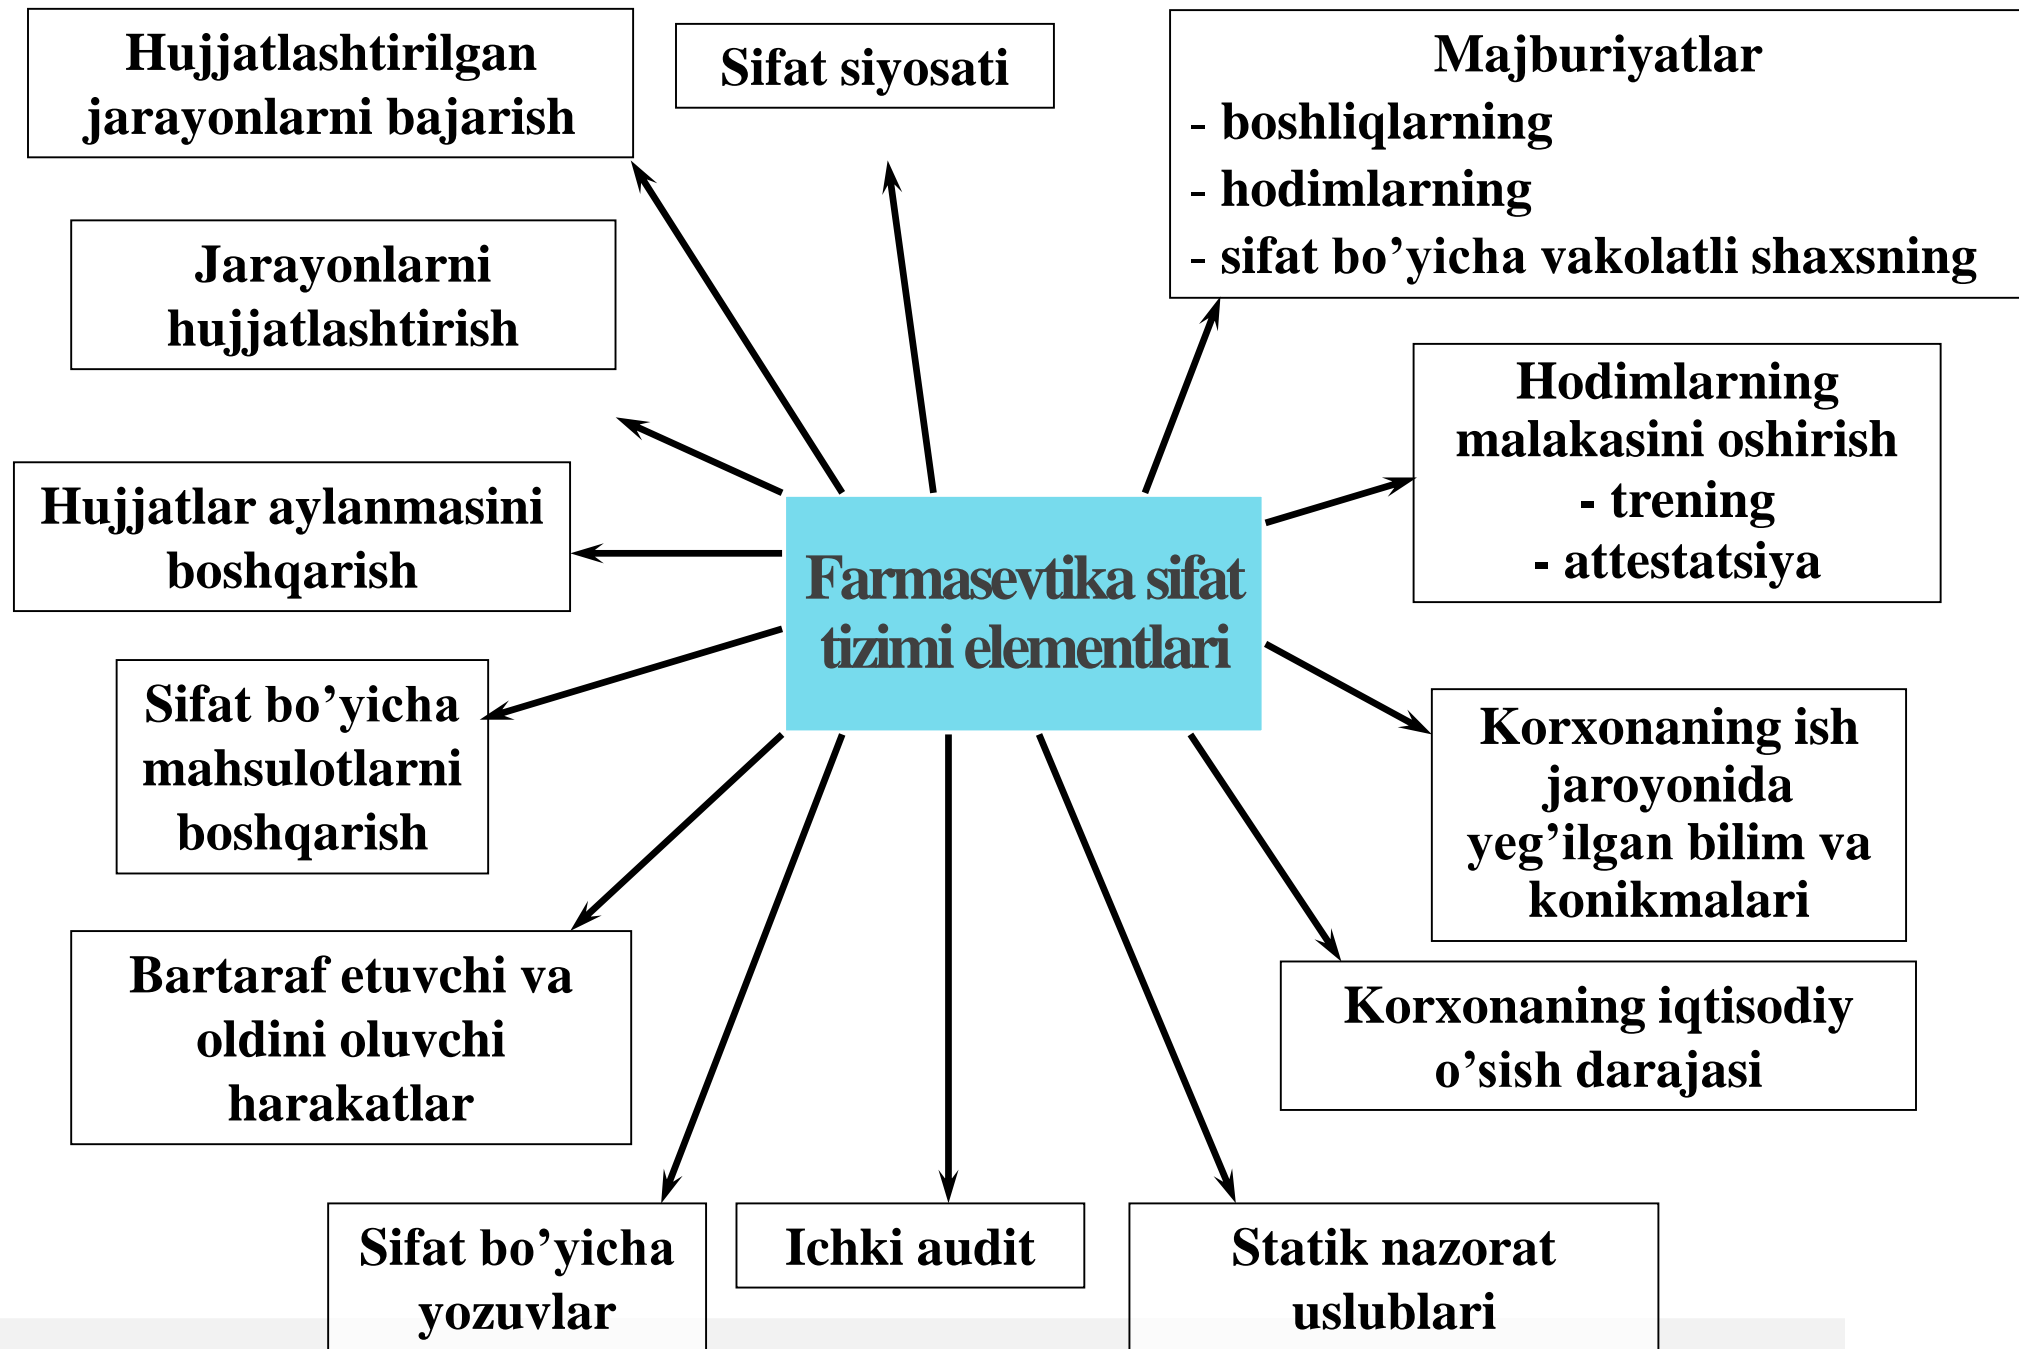 Hujjatlashtirilgan
jarayonlarni bajarish
Sifat siyosati
Majburiyatlar
- boshliqlarning
- hodimlarning
- sifat bo’yicha vakolatli shaxsning
Jarayonlarni
hujjatlashtirish
Hodimlarning
malakasini oshirish
- trening
- attestatsiya
Hujjatlar aylanmasini
boshqarish
Farmasevtika sifat
tizimi elementlari
Sifat bo’yicha
mahsulotlarni
boshqarish
Korxonaning ish
jaroyonida
yeg’ilgan bilim va
konikmalari
Bartaraf etuvchi va
oldini oluvchi
harakatlar
Korxonaning iqtisodiy
o’sish darajasi
Sifat bo’yicha
yozuvlar
Ichki audit
Statik nazorat
uslublari